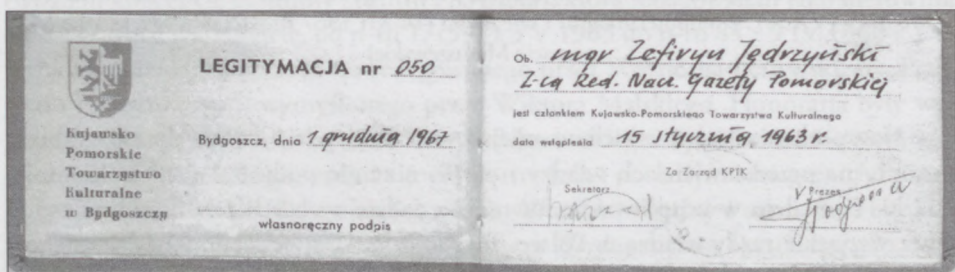 LEGITYMACJA nr 050
Kujawsko
Pomorskie
Towarzystwo
Kulturalne
w Bydgoszczy
Bydgoszcz, dnia 1 grudnia 1967
własnoręczny podpis
Ob. mgr Zefiryn Jędrzyński
Z-ca Red. Nacz. Gazety Pomorskiej
jest członkiem Kujawsko-Pomorskiego Towarzystwa Kulturalnego
data wstąpienia 15 stycznia 1963 r.
Za Zarząd KPTK
Sekretarz
Prezes